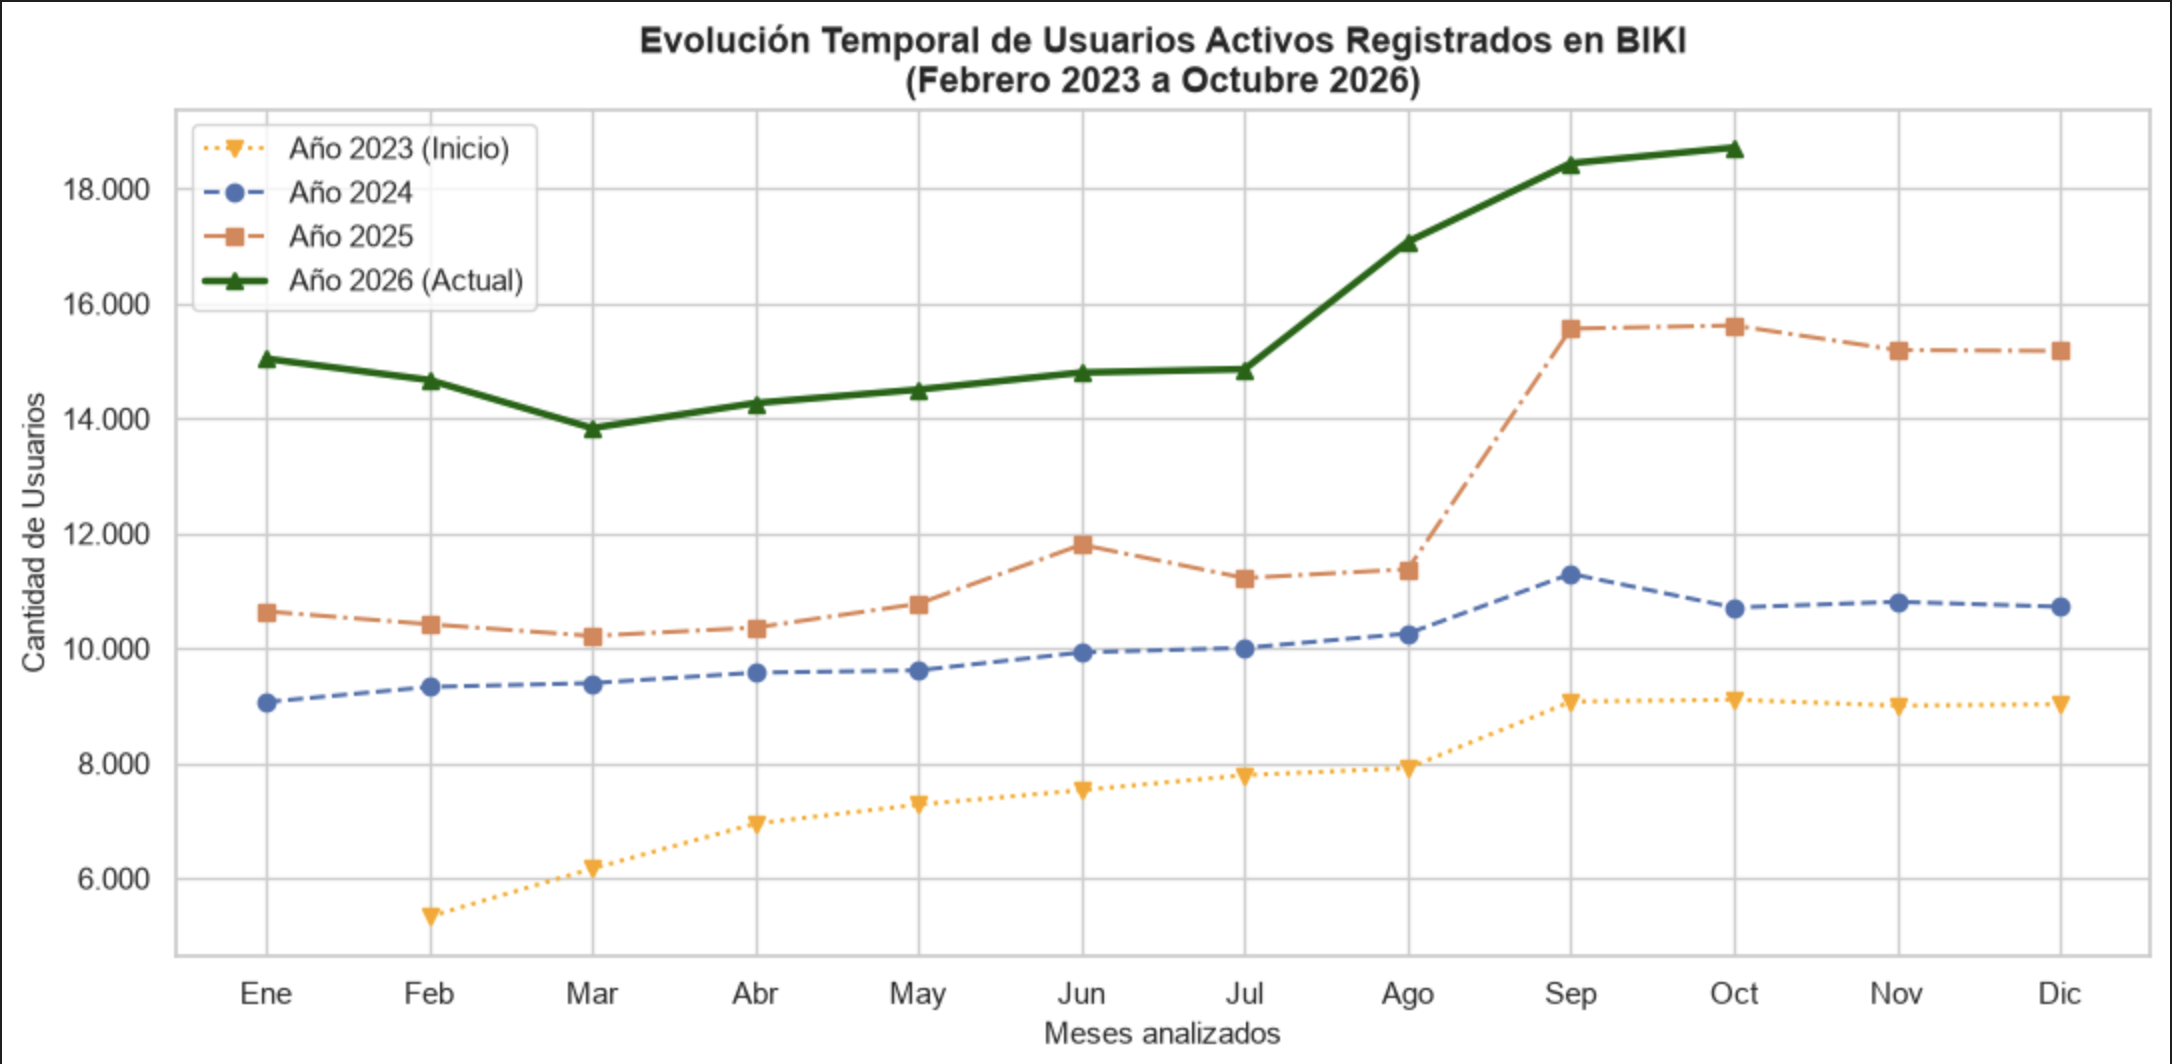 Evolución Temporal de Usuarios Activos Registrados en BIKI
(Febrero 2023 a Octubre 2026)
Año 2023 (Inicio)
Año 2024
Año 2025
Año 2026 (Actual)
18.000
16.000
14.000
12.000
10.000
8.000
6.000
Cantidad de Usuarios
Ene Feb Mar Abr May Jun Jul Ago Sep Oct Nov Dic
Meses analizados